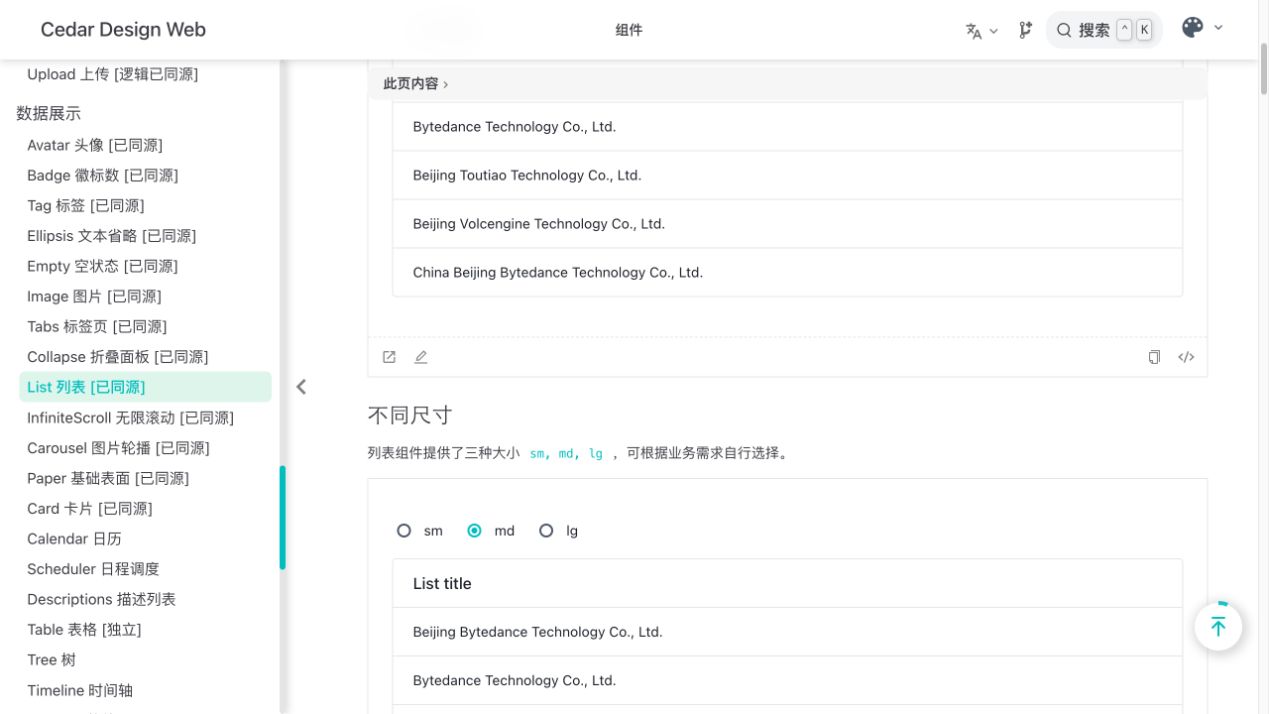 Cedar Design Web
组件
搜索 ^ K
Upload 上传 [逻辑已同源]
数据展示
Avatar 头像 [已同源]
Badge 徽标数 [已同源]
Tag 标签 [已同源]
Ellipsis 文本省略 [已同源]
Empty 空状态 [已同源]
Image 图片 [已同源]
Tabs 标签页 [已同源]
Collapse 折叠面板 [已同源]
List 列表 [已同源]
InfiniteScroll 无限滚动 [已同源]
Carousel 图片轮播 [已同源]
Paper 基础表面 [已同源]
Card 卡片 [已同源]
Calendar 日历
Scheduler 日程调度
Descriptions 描述列表
Table 表格 [独立]
Tree 树
Timeline 时间轴
此页内容 ›
Bytedance Technology Co., Ltd.
Beijing Toutiao Technology Co., Ltd.
Beijing Volcengine Technology Co., Ltd.
China Beijing Bytedance Technology Co., Ltd.
不同尺寸
列表组件提供了三种大小 sm, md, lg ，可根据业务需求自行选择。
sm md lg
List title
Beijing Bytedance Technology Co., Ltd.
Bytedance Technology Co., Ltd.